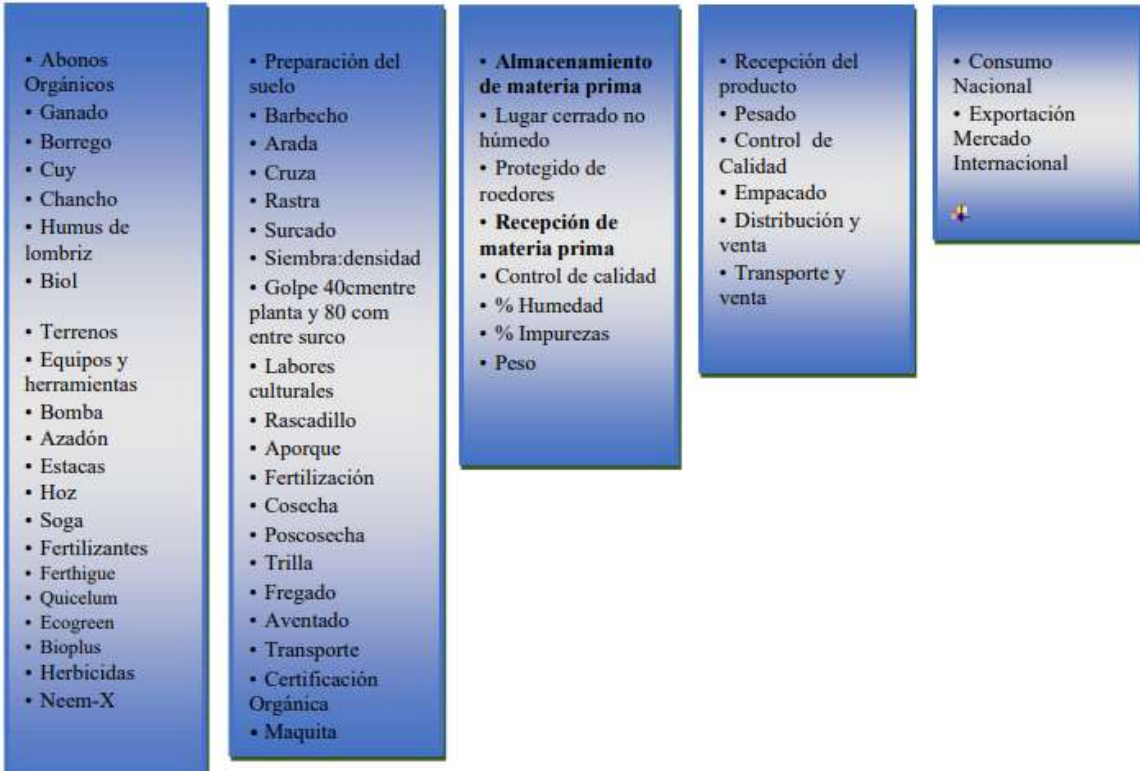 • Abonos
Orgánicos
• Ganado
• Borrego
• Cuy
• Chancho
• Humus de
lombriz
• Biol
• Terrenos
• Equipos y
herramientas
• Bomba
• Azadón
• Estacas
• Hoz
• Soga
• Fertilizantes
• Ferthigue
• Quicelum
• Ecogreen
• Bioplus
• Herbicidas
• Neem-X
• Preparación del
suelo
• Barbecho
• Arada
• Cruza
• Rastra
• Surcado
• Siembra:densidad
• Golpe 40cmentre
planta y 80 com
entre surco
• Labores
culturales
• Rascadillo
• Aporque
• Fertilización
• Cosecha
• Poscosecha
• Trilla
• Fregado
• Aventado
• Transporte
• Certificación
Orgánica
• Maquita
• Almacenamiento
de materia prima
• Lugar cerrado no
húmedo
• Protegido de
roedores
• Recepción de
materia prima
• Control de calidad
• % Humedad
• % Impurezas
• Peso
• Recepción del
producto
• Pesado
• Control de
Calidad
• Empacado
• Distribución y
venta
• Transporte y
venta
• Consumo
Nacional
• Exportación
Mercado
Internacional